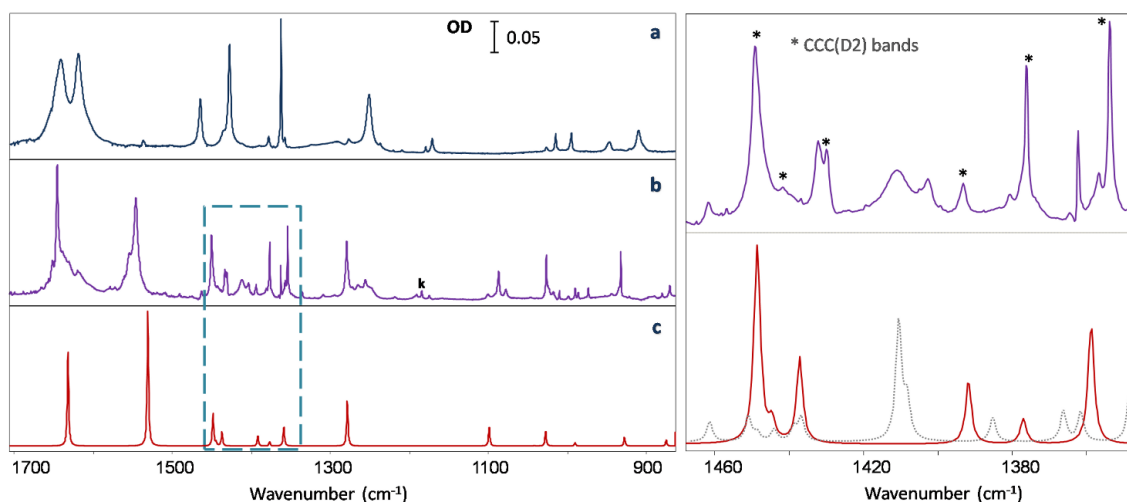 OD
0.05
a
b
k
c
1700
1500
1300
1100
900
Wavenumber (cm⁻¹)
* CCC(D2) bands
*
*
*
*
*
*
1460
1420
1380
Wavenumber (cm⁻¹)